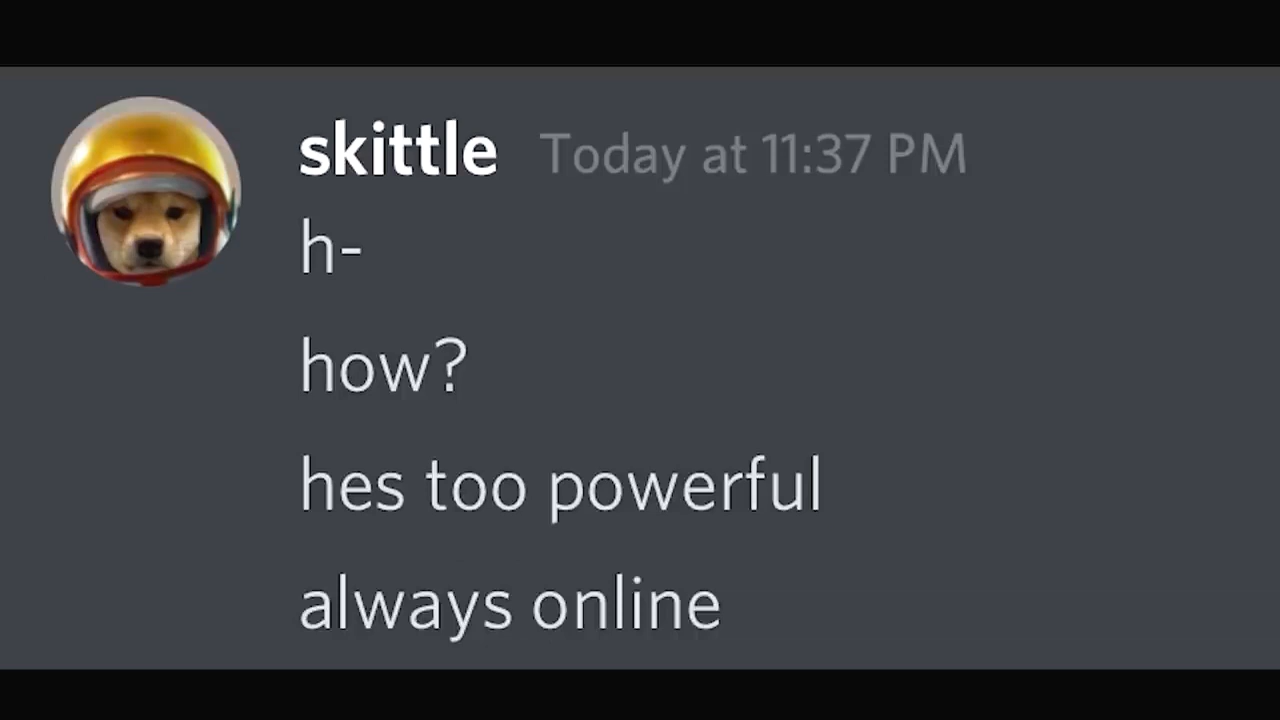 skittle Today at 11:37 PM
h-
how?
hes too powerful
always online